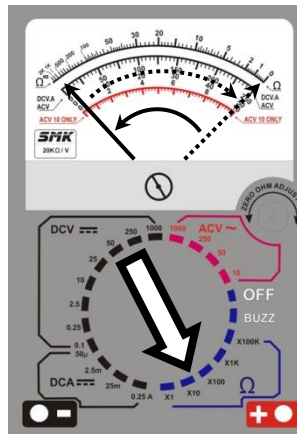 30 20
DCV.A
ACV
Ω
DCV.A
ACV
ACV 10 ONLY
ACV 10 ONLY
SMK
20KΩ / V
ZERO OHM ADJUST
DCV
ACV ~
1000
250
50
25
10
2.5
0.25
0.1
1000
250
50
10
OFF
BUZZ
X100K
X1K
X100
X10
X1
Ω
50µ
2.5m
25m
0.25 A
DCA
-
+